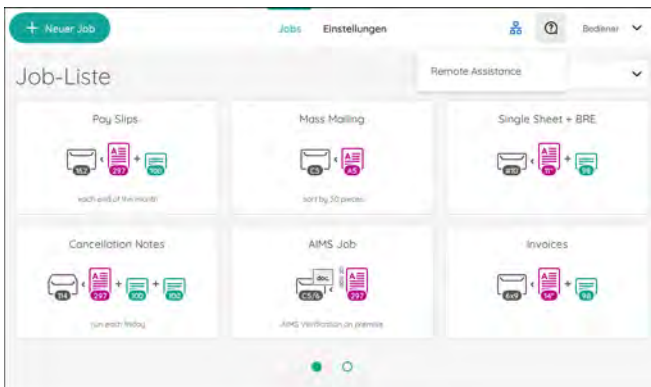 + Neuer Job
Jobs
Einstellungen
Bediener
Job-Liste
Remote Assistance
Pay Slips
162
297
100
each end of the month
Mass Mailing
C5
A5
sort by 50 pieces
Single Sheet + BRE
#10
11"
98
Cancellation Notes
114
297
100
100
run each friday
AIMS Job
doc.
C5/6
297
AIMS Verification on premise
Invoices
6x9
14"
98